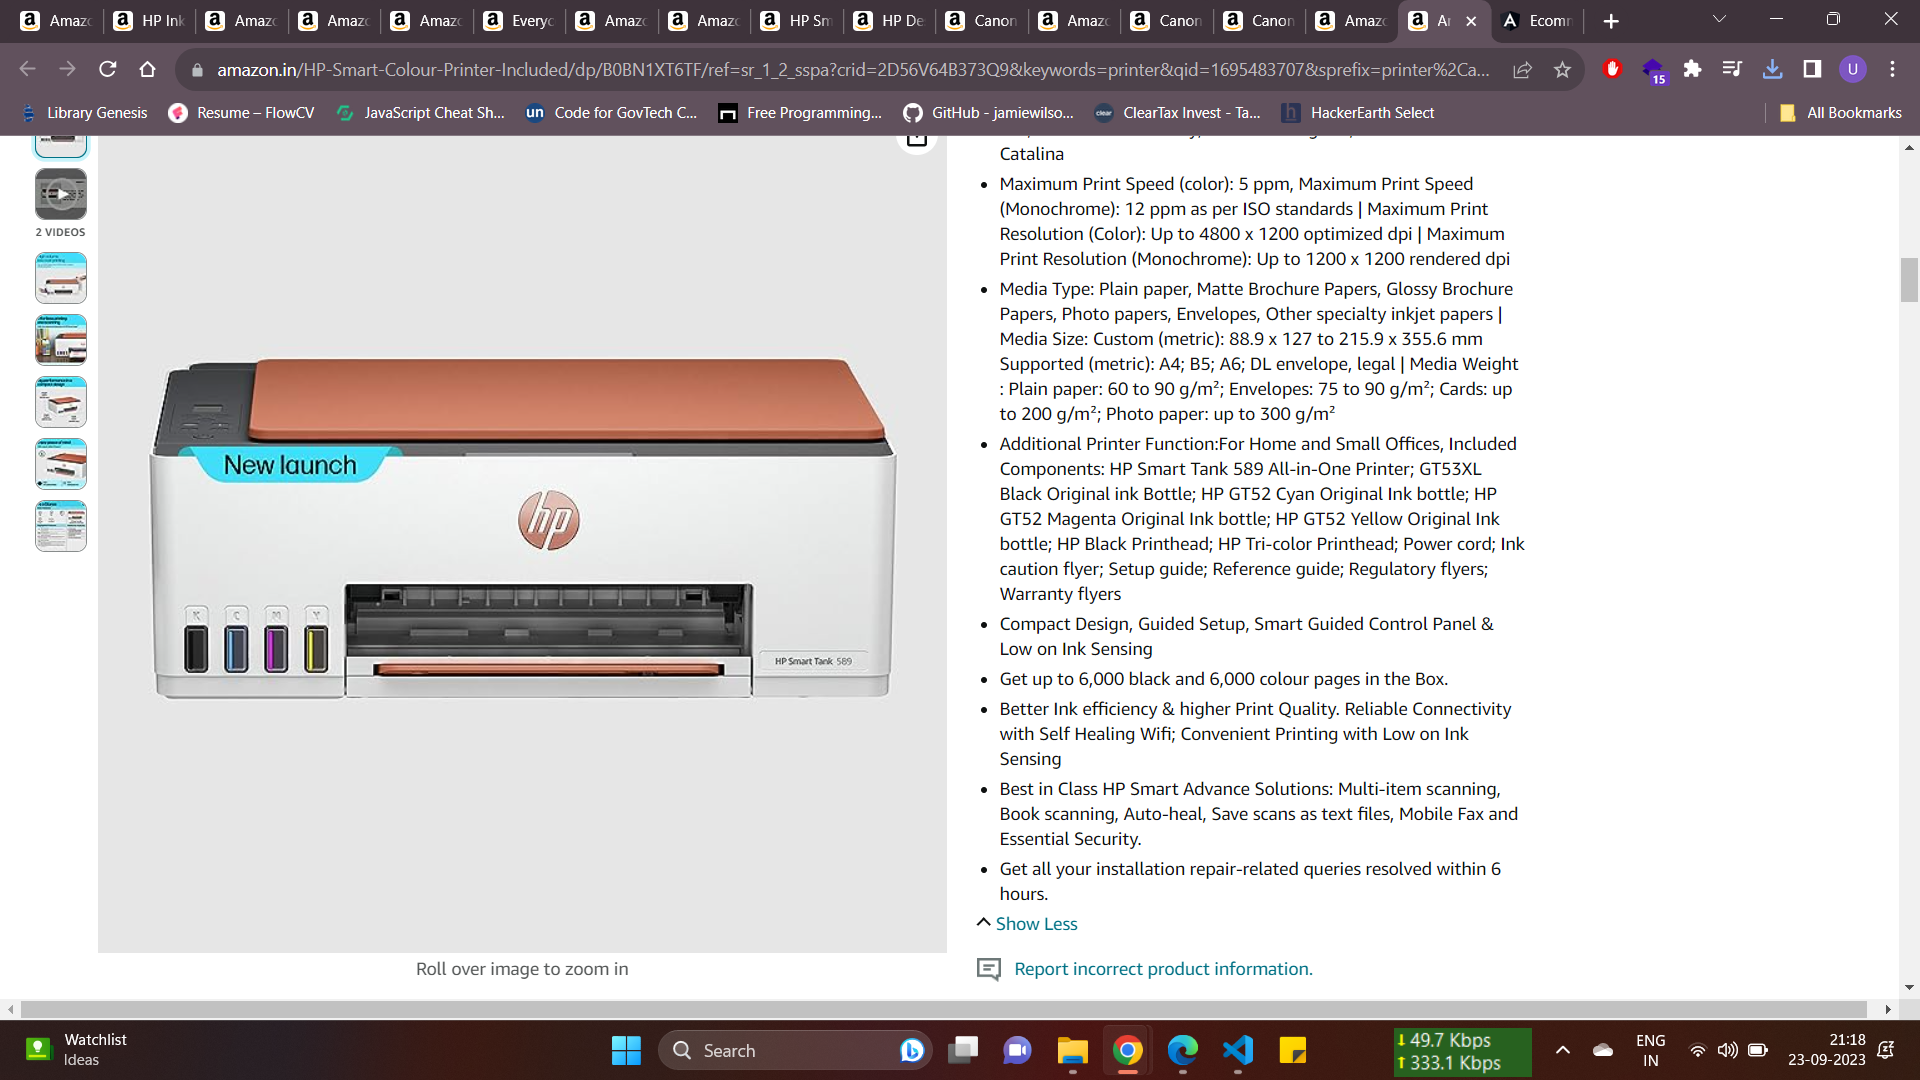 Amazo
HP Ink
Amazo
Amazo
Amazo
Everyo
Amazo
Amazo
HP Sm
HP De
Canon
Amazo
Canon
Canon
Amazo
Ecomm
amazon.in/HP-Smart-Colour-Printer-Included/dp/B0BN1XT6TF/ref=sr_1_2_sspa?crid=2D56V64B373Q9&keywords=printer&qid=1695483707&sprefix=printer%2Ca...
15
U
Library Genesis
Resume – FlowCV
JavaScript Cheat Sh...
un
Code for GovTech C...
Free Programming...
GitHub - jamiewilso...
clear
ClearTax Invest - Ta...
h
HackerEarth Select
All Bookmarks
2 VIDEOS
New launch
hp
K
C
M
Y
HP Smart Tank 589
Roll over image to zoom in
Catalina
Maximum Print Speed (color): 5 ppm, Maximum Print Speed
(Monochrome): 12 ppm as per ISO standards | Maximum Print
Resolution (Color): Up to 4800 x 1200 optimized dpi | Maximum
Print Resolution (Monochrome): Up to 1200 x 1200 rendered dpi
Media Type: Plain paper, Matte Brochure Papers, Glossy Brochure
Papers, Photo papers, Envelopes, Other specialty inkjet papers |
Media Size: Custom (metric): 88.9 x 127 to 215.9 x 355.6 mm
Supported (metric): A4; B5; A6; DL envelope, legal | Media Weight
: Plain paper: 60 to 90 g/m²; Envelopes: 75 to 90 g/m²; Cards: up
to 200 g/m²; Photo paper: up to 300 g/m²
Additional Printer Function:For Home and Small Offices, Included
Components: HP Smart Tank 589 All-in-One Printer; GT53XL
Black Original ink Bottle; HP GT52 Cyan Original Ink bottle; HP
GT52 Magenta Original Ink bottle; HP GT52 Yellow Original Ink
bottle; HP Black Printhead; HP Tri-color Printhead; Power cord; Ink
caution flyer; Setup guide; Reference guide; Regulatory flyers;
Warranty flyers
Compact Design, Guided Setup, Smart Guided Control Panel &
Low on Ink Sensing
Get up to 6,000 black and 6,000 colour pages in the Box.
Better Ink efficiency & higher Print Quality. Reliable Connectivity
with Self Healing Wifi; Convenient Printing with Low on Ink
Sensing
Best in Class HP Smart Advance Solutions: Multi-item scanning,
Book scanning, Auto-heal, Save scans as text files, Mobile Fax and
Essential Security.
Get all your installation repair-related queries resolved within 6
hours.
Show Less
Report incorrect product information.
Watchlist
Ideas
Search
49.7 Kbps
333.1 Kbps
ENG
IN
21:18
23-09-2023